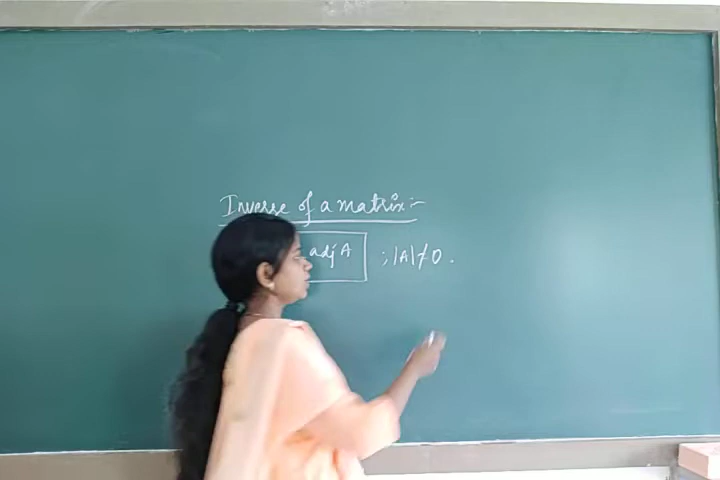 Inverse of a matrix:-
adj A ; |A| ≠ 0.